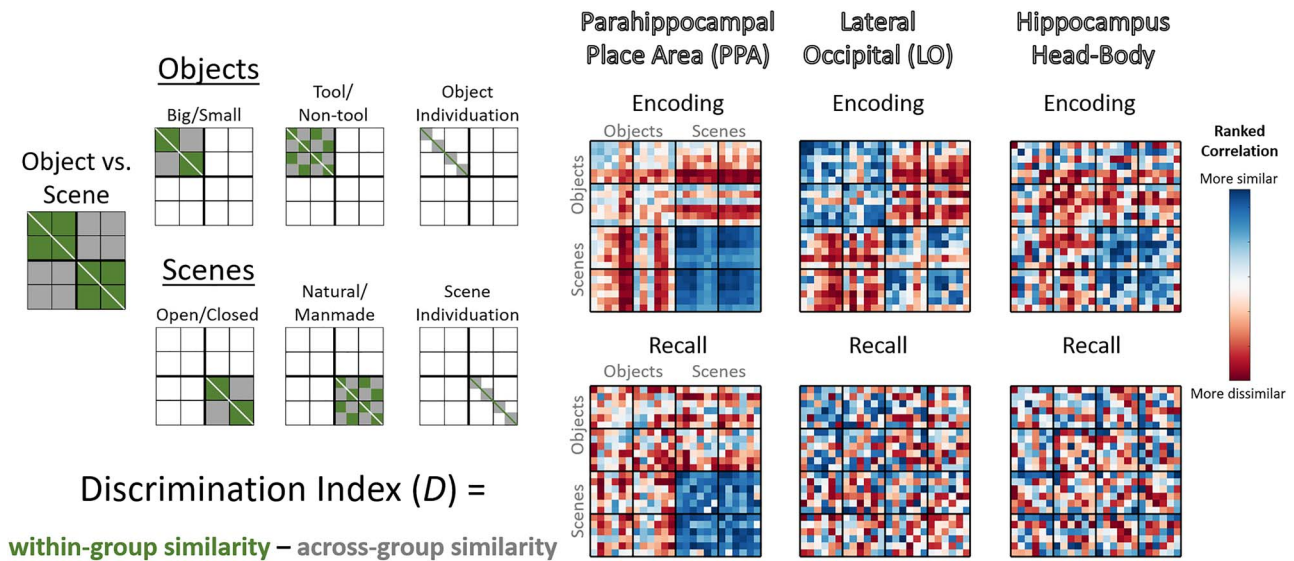 Objects
Big/Small
Tool/
Non-tool
Object
Individuation
Object vs.
Scene
Scenes
Open/Closed
Natural/
Manmade
Scene
Individuation
Discrimination Index (D) =
within-group similarity – across-group similarity
Parahippocampal
Place Area (PPA)
Lateral
Occipital (LO)
Hippocampus
Head-Body
Encoding
Encoding
Encoding
Objects
Scenes
Objects
Scenes
Recall
Recall
Recall
Objects
Scenes
Objects
Scenes
Ranked
Correlation
More similar
More dissimilar